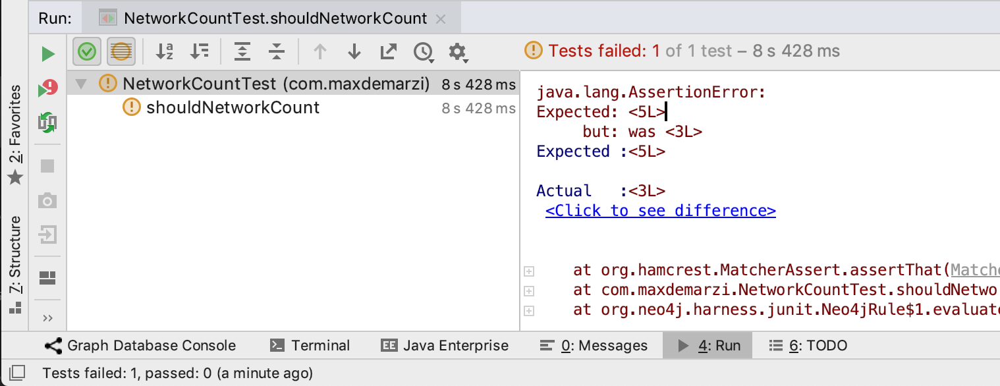 Run: NetworkCountTest.shouldNetworkCount
Tests failed: 1 of 1 test – 8 s 428 ms
NetworkCountTest (com.maxdemarzi) 8 s 428 ms
shouldNetworkCount 8 s 428 ms
java.lang.AssertionError:
Expected: <5L>
but: was <3L>
Expected :<5L>
Actual :<3L>
<Click to see difference>
at org.hamcrest.MatcherAssert.assertThat(Matche
at com.maxdemarzi.NetworkCountTest.shouldNetwo
at org.neo4j.harness.junit.Neo4jRule$1.evaluate
2: Favorites
7: Structure
Graph Database Console Terminal Java Enterprise 0: Messages 4: Run 6: TODO
Tests failed: 1, passed: 0 (a minute ago)